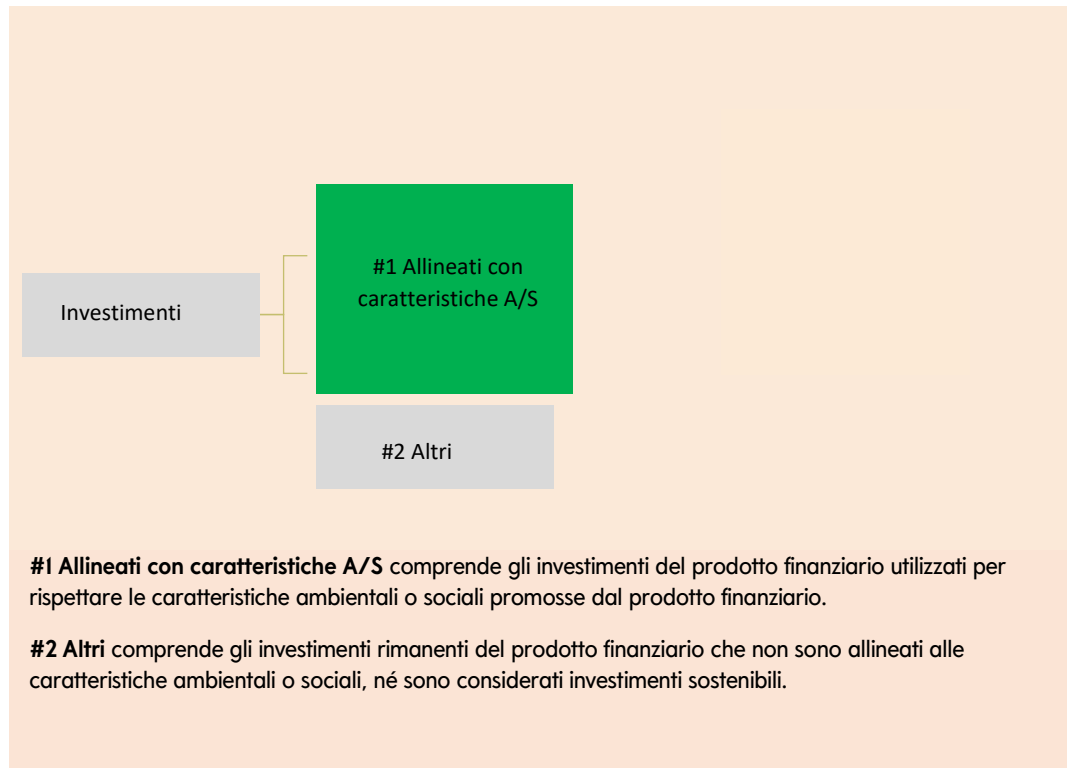 #1 Allineati con
caratteristiche A/S
Investimenti
#2 Altri
#1 Allineati con caratteristiche A/S comprende gli investimenti del prodotto finanziario utilizzati per
rispettare le caratteristiche ambientali o sociali promosse dal prodotto finanziario.
#2 Altri comprende gli investimenti rimanenti del prodotto finanziario che non sono allineati alle
caratteristiche ambientali o sociali, né sono considerati investimenti sostenibili.